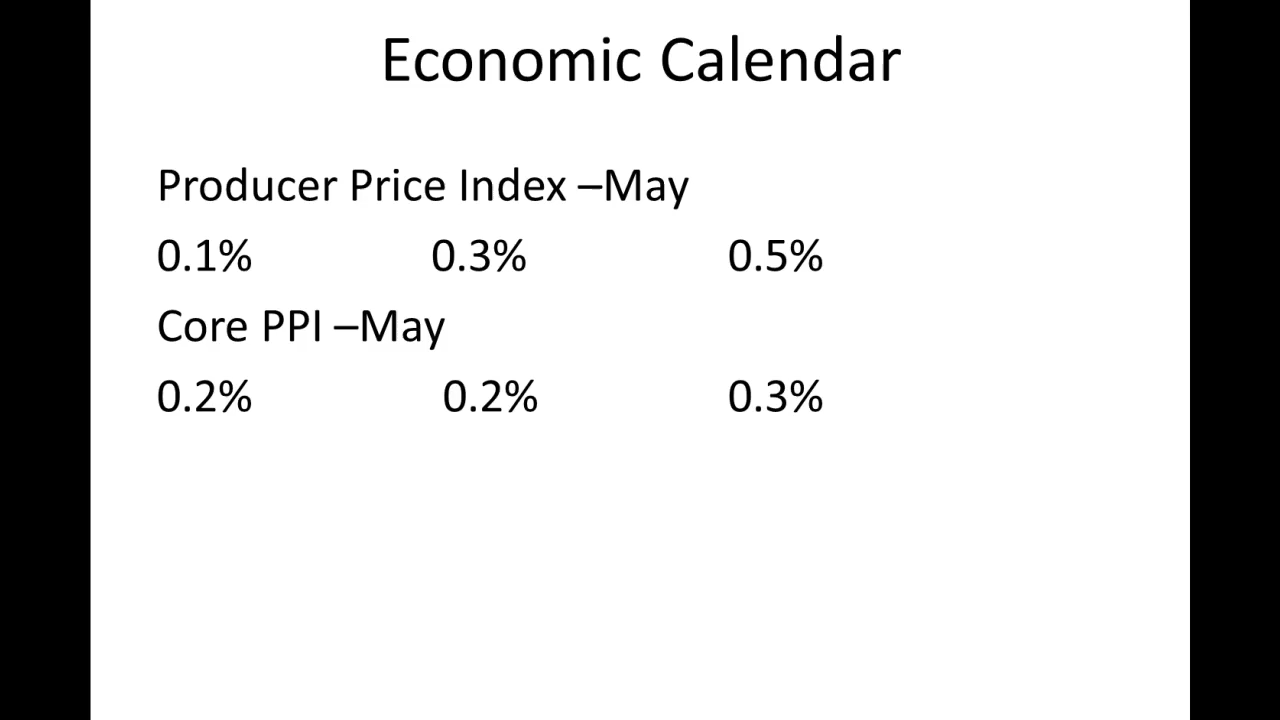 Economic Calendar
Producer Price Index –May
0.1% 0.3% 0.5%
Core PPI –May
0.2% 0.2% 0.3%